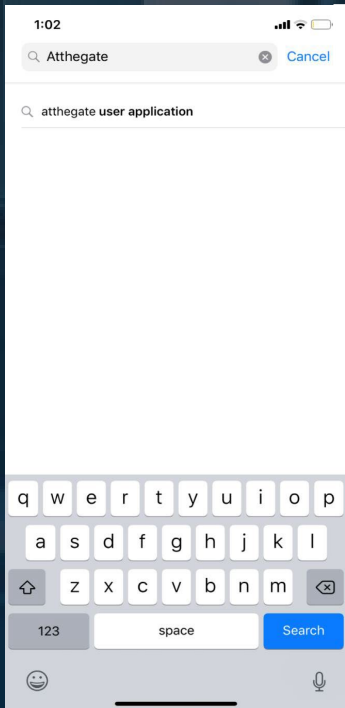 1:02
Atthegate Cancel
atthegate user application
q w e r t y u i o p
a s d f g h j k l
z x c v b n m
123 space Search